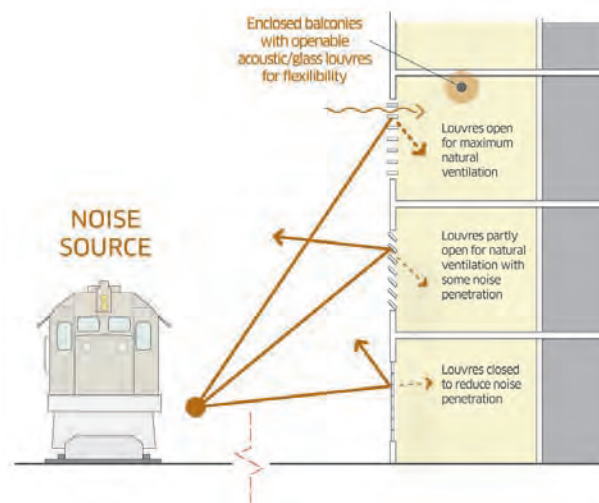 Enclosed balconies
with openable
acoustic/glass louvres
for flexilibility
Louvres open
for maximum
natural
ventilation
NOISE
SOURCE
Louvres partly
open for natural
ventilation with
some noise
penetration
Louvres closed
to reduce noise
penetration